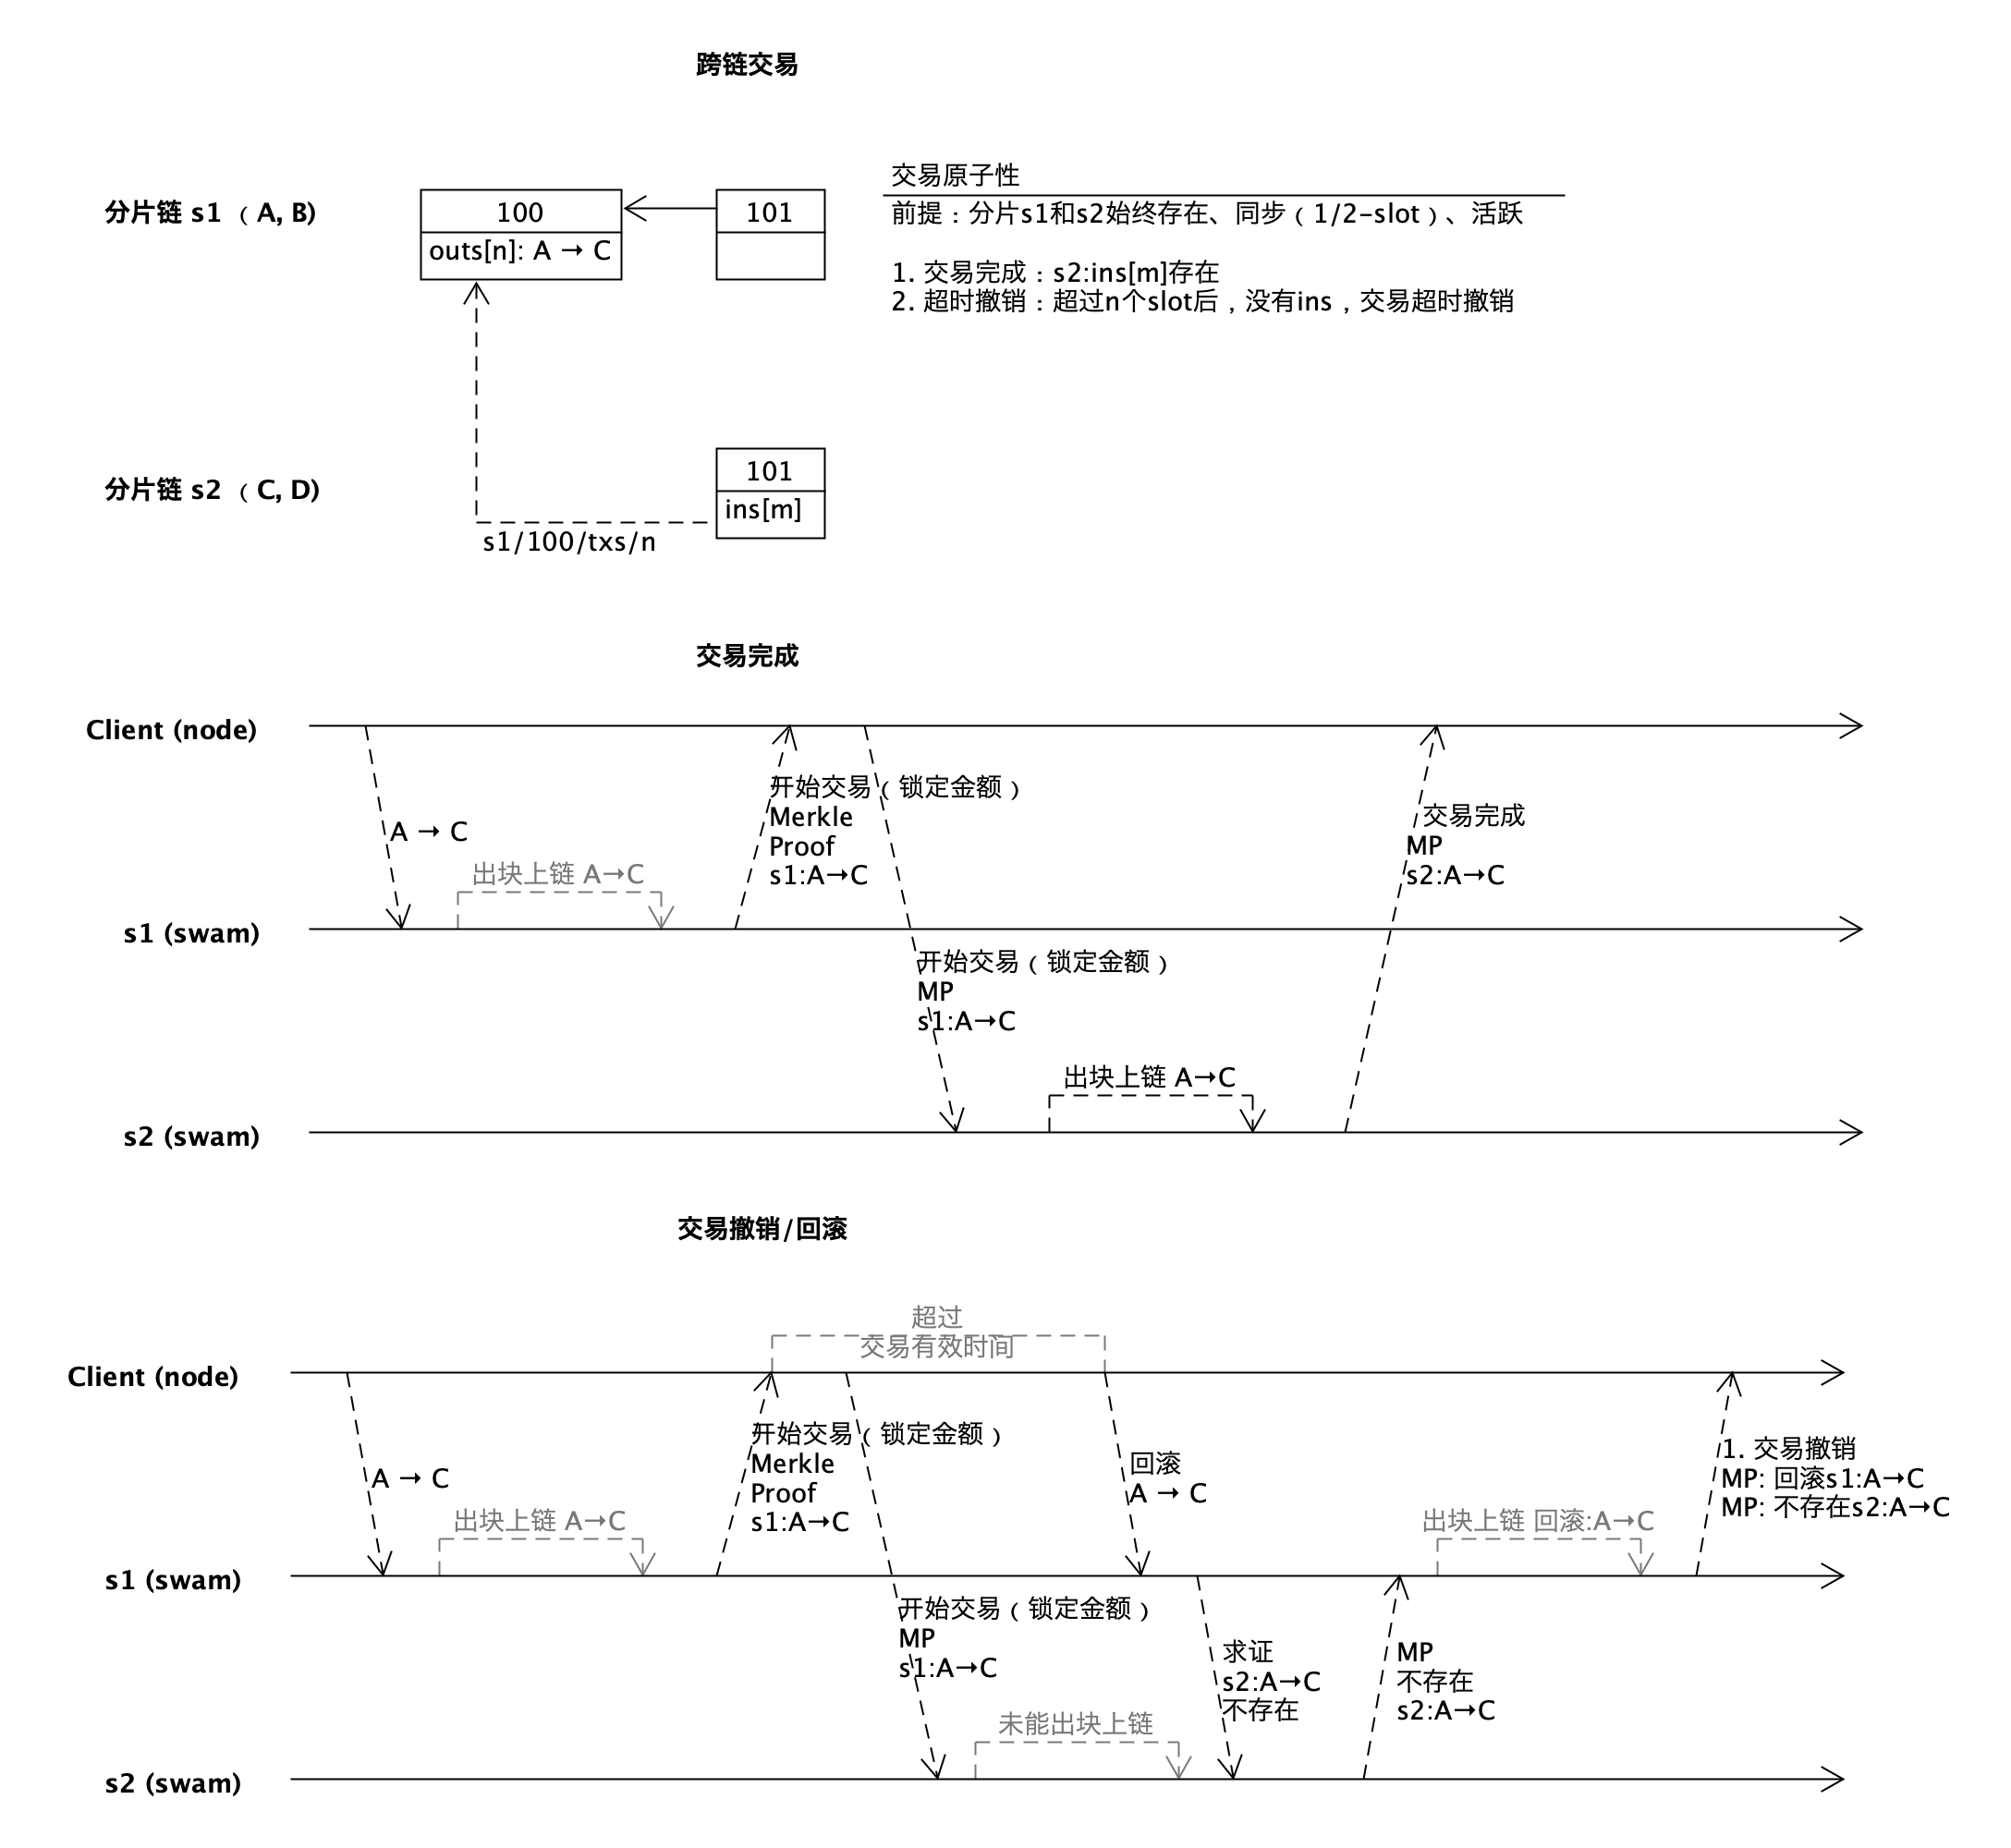 跨链交易
分片链 s1 （A, B)
100
101
outs[n]: A → C
交易原子性
前提：分片s1和s2始终存在、同步（1/2-slot）、活跃
1. 交易完成：s2:ins[m]存在
2. 超时撤销：超过n个slot后，没有ins，交易超时撤销
分片链 s2 （C, D)
101
ins[m]
s1/100/txs/n
交易完成
Client (node)
A → C
出块上链 A→C
开始交易（锁定金额）
Merkle
Proof
s1:A→C
交易完成
MP
s2:A→C
s1 (swam)
开始交易（锁定金额）
MP
s1:A→C
出块上链 A→C
s2 (swam)
交易撤销/回滚
超过
交易有效时间
Client (node)
A → C
出块上链 A→C
开始交易（锁定金额）
Merkle
Proof
s1:A→C
回滚
A → C
出块上链 回滚:A→C
1. 交易撤销
MP: 回滚s1:A→C
MP: 不存在s2:A→C
s1 (swam)
开始交易（锁定金额）
MP
s1:A→C
求证
s2:A→C
不存在
MP
不存在
s2:A→C
未能出块上链
s2 (swam)